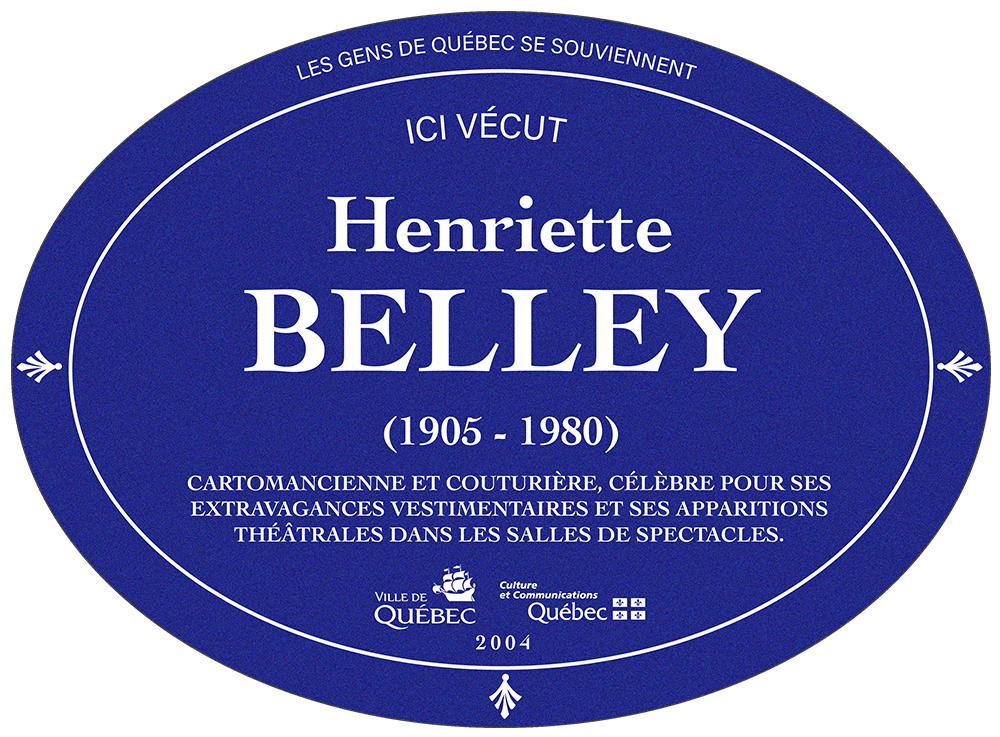 LES GENS DE QUÉBEC SE SOUVIENNENT
ICI VÉCUT
Henriette
BELLEY
(1905 - 1980)
CARTOMANCIENNE ET COUTURIÈRE, CÉLÈBRE POUR SES
EXTRAVAGANCES VESTIMENTAIRES ET SES APPARITIONS
THÉÂTRALES DANS LES SALLES DE SPECTACLES.
VILLE DE
QUÉBEC
Culture
et Communications
Québec
2004